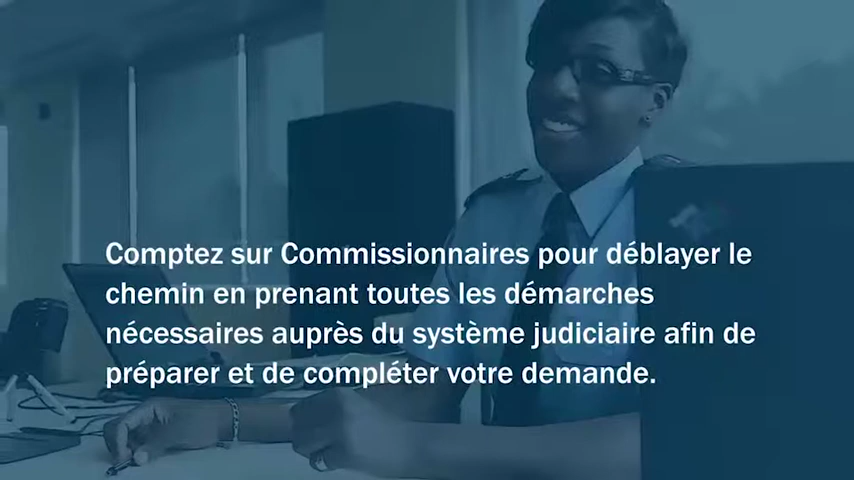 Comptez sur Commissionnaires pour déblayer le
chemin en prenant toutes les démarches
nécessaires auprès du système judiciaire afin de
préparer et de compléter votre demande.